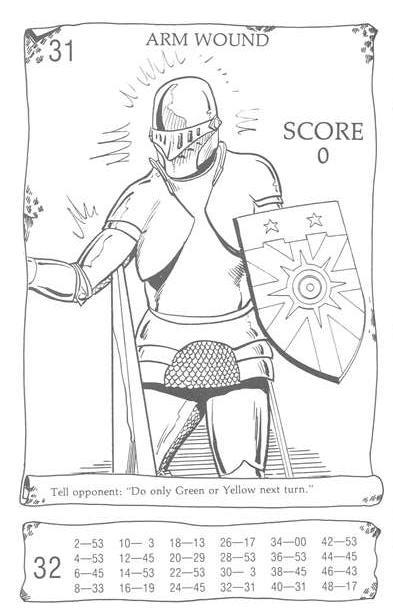 31
ARM WOUND
SCORE
0
Tell opponent: "Do only Green or Yellow next turn."
32
2—53 10— 3 18—13 26—17 34—00 42—53
4—53 12—45 20—29 28—53 36—53 44—45
6—45 14—53 22—53 30— 3 38—45 46—43
8—33 16—19 24—45 32—31 40—31 48—17